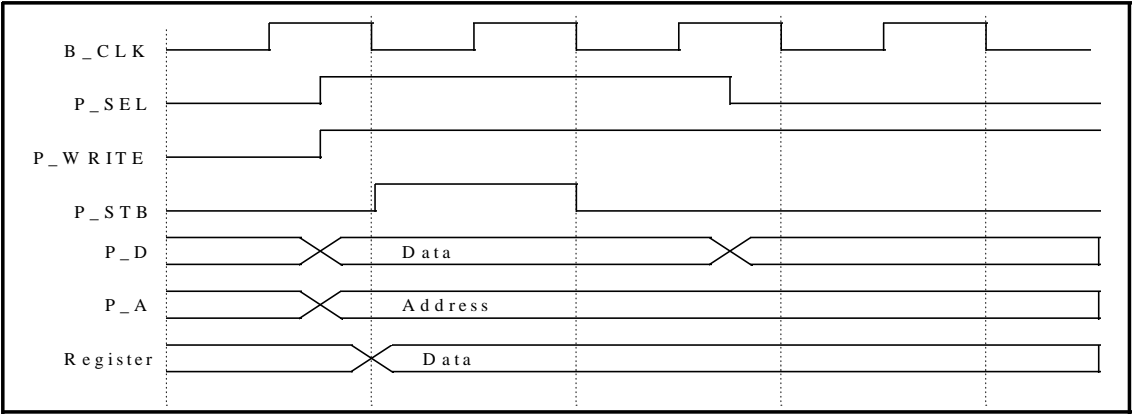 B_CLK
P_SEL
P_WRITE
P_STB
P_D Data
P_A Address
Register Data